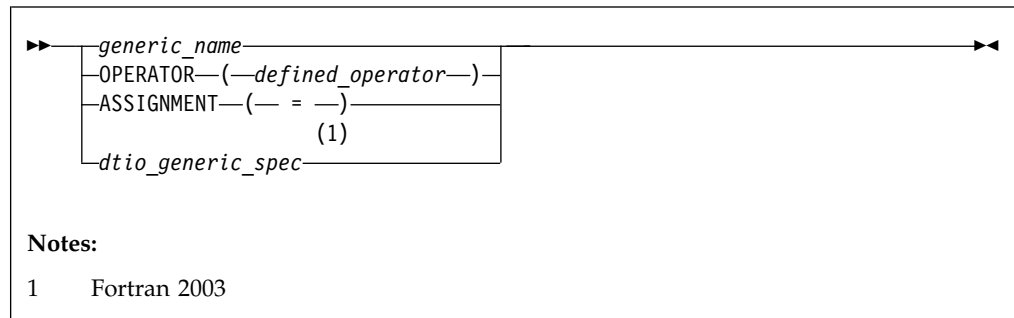 generic_name
OPERATOR ( defined_operator )
ASSIGNMENT ( = )
(1)
dtio_generic_spec
Notes:
1 Fortran 2003